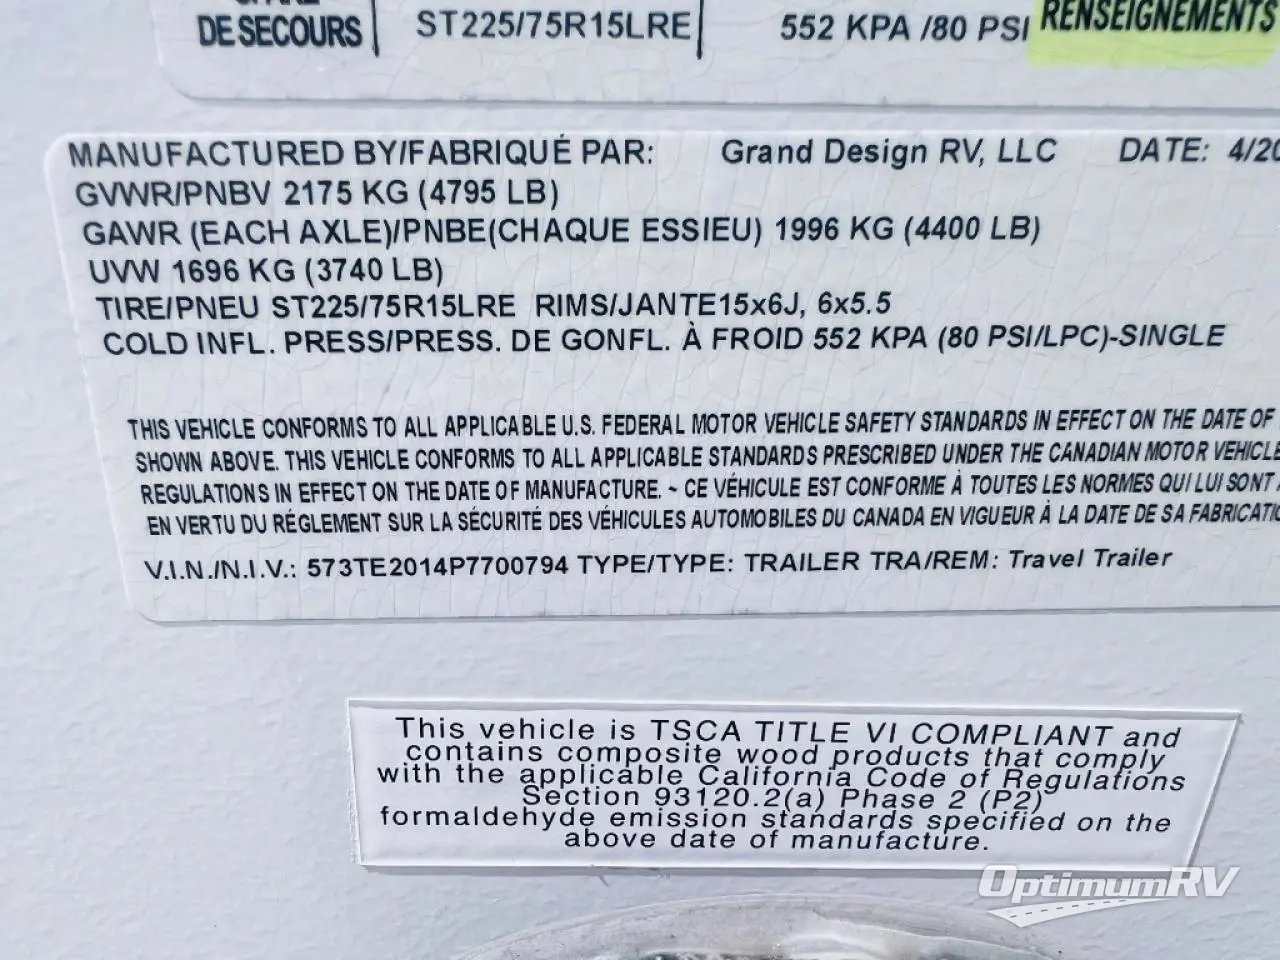 DE SECOURS ST225/75R15LRE 552 KPA /80 PSI RENSEIGNEMENTS
MANUFACTURED BY/FABRIQUÉ PAR: Grand Design RV, LLC DATE: 4/20
GVWR/PNBV 2175 KG (4795 LB)
GAWR (EACH AXLE)/PNBE(CHAQUE ESSIEU) 1996 KG (4400 LB)
UVW 1696 KG (3740 LB)
TIRE/PNEU ST225/75R15LRE RIMS/JANTE15x6J, 6x5.5
COLD INFL. PRESS/PRESS. DE GONFL. À FROID 552 KPA (80 PSI/LPC)-SINGLE
THIS VEHICLE CONFORMS TO ALL APPLICABLE U.S. FEDERAL MOTOR VEHICLE SAFETY STANDARDS IN EFFECT ON THE DATE OF
SHOWN ABOVE. THIS VEHICLE CONFORMS TO ALL APPLICABLE STANDARDS PRESCRIBED UNDER THE CANADIAN MOTOR VEHICLE
REGULATIONS IN EFFECT ON THE DATE OF MANUFACTURE. ~ CE VÉHICULE EST CONFORME À TOUTES LES NORMES QUI LUI SONT
EN VERTU DU RÉGLEMENT SUR LA SÉCURITÉ DES VÉHICULES AUTOMOBILES DU CANADA EN VIGUEUR À LA DATE DE SA FABRICATIO
V.I.N./N.I.V.: 573TE2014P7700794 TYPE/TYPE: TRAILER TRA/REM: Travel Trailer
This vehicle is TSCA TITLE VI COMPLIANT and
contains composite wood products that comply
with the applicable California Code of Regulations
Section 93120.2(a) Phase 2 (P2)
formaldehyde emission standards specified on the
above date of manufacture.
OptimumRV